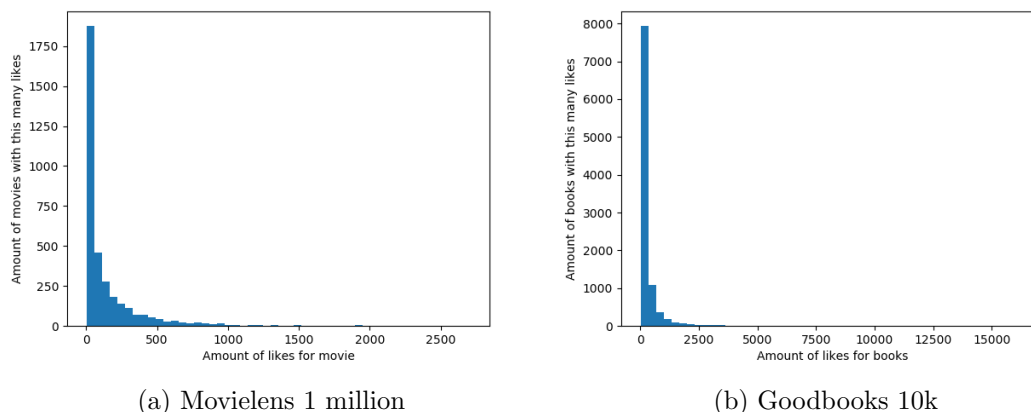 Amount of movies with this many likes
1750
1500
1250
1000
750
500
250
0
0 500 1000 1500 2000 2500
Amount of likes for movie
(a) Movielens 1 million
Amount of books with this many likes
8000
7000
6000
5000
4000
3000
2000
1000
0
0 2500 5000 7500 10000 12500 15000
Amount of likes for books
(b) Goodbooks 10k